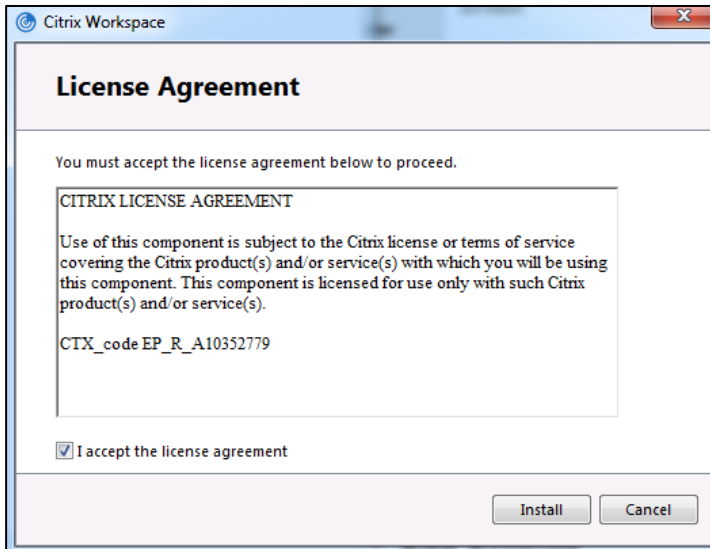 Citrix Workspace
License Agreement
You must accept the license agreement below to proceed.
CITRIX LICENSE AGREEMENT
Use of this component is subject to the Citrix license or terms of service
covering the Citrix product(s) and/or service(s) with which you will be using
this component. This component is licensed for use only with such Citrix
product(s) and/or service(s).
CTX_code EP_R_A10352779
I accept the license agreement
Install Cancel